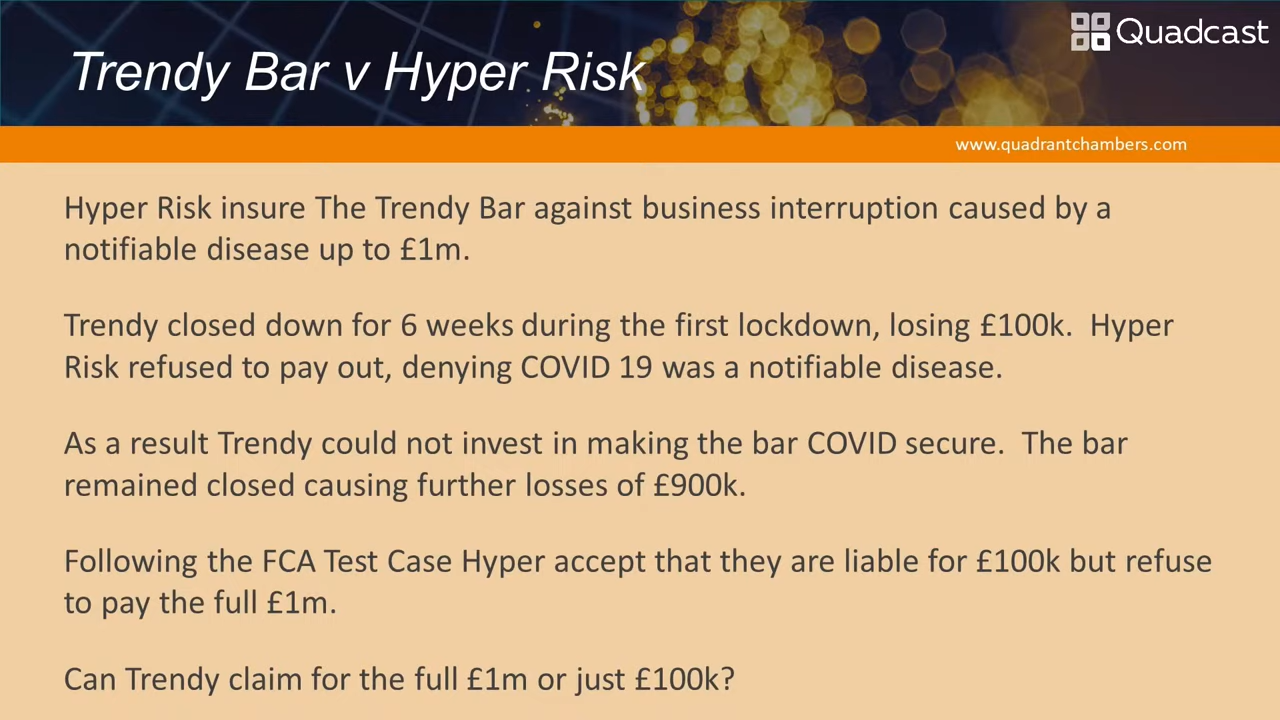 Quadcast
Trendy Bar v Hyper Risk
www.quadrantchambers.com
Hyper Risk insure The Trendy Bar against business interruption caused by a
notifiable disease up to £1m.
Trendy closed down for 6 weeks during the first lockdown, losing £100k.  Hyper
Risk refused to pay out, denying COVID 19 was a notifiable disease.
As a result Trendy could not invest in making the bar COVID secure.  The bar
remained closed causing further losses of £900k.
Following the FCA Test Case Hyper accept that they are liable for £100k but refuse
to pay the full £1m.
Can Trendy claim for the full £1m or just £100k?